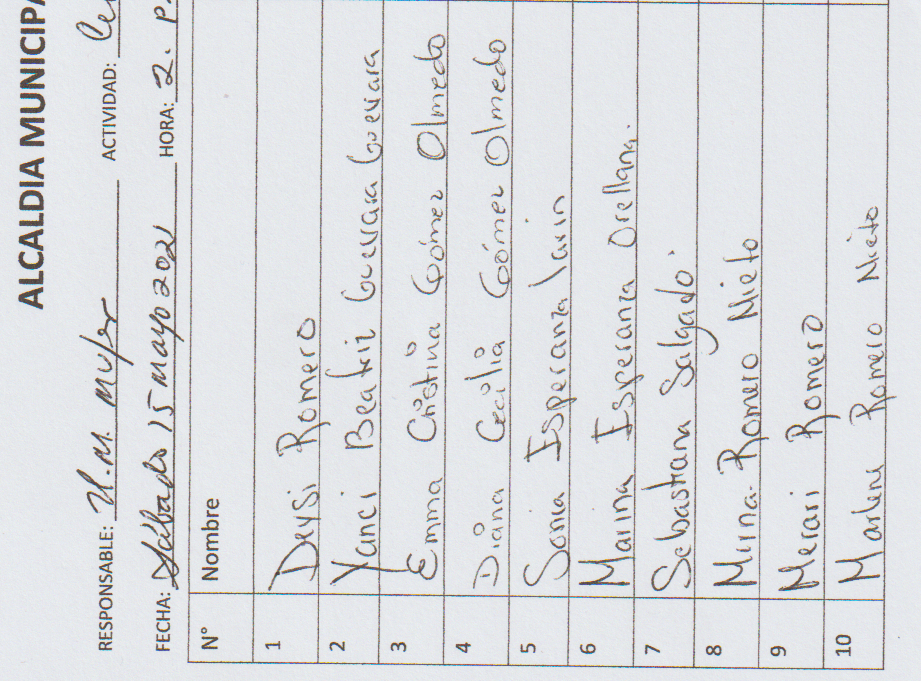 ALCALDIA MUNICIPA
RESPONSABLE: U.M. Mujer ACTIVIDAD:
FECHA: Sábado 15 mayo 2021 HORA: 2. P.
N° Nombre
1 Deysi Romero
2 Yanci Beatriz Guevara Guevara
3 Emma Cristina Gómez Olmedo
4 Diana Cecilia Gómez Olmedo
5 Sonia Esperanza Larin
6 Marina Esperanza Orellana.
7 Sebastiana Salgado.
8 Mirna Romero Nieto
9 Merari Romero
10 Marlene Romero Nieto